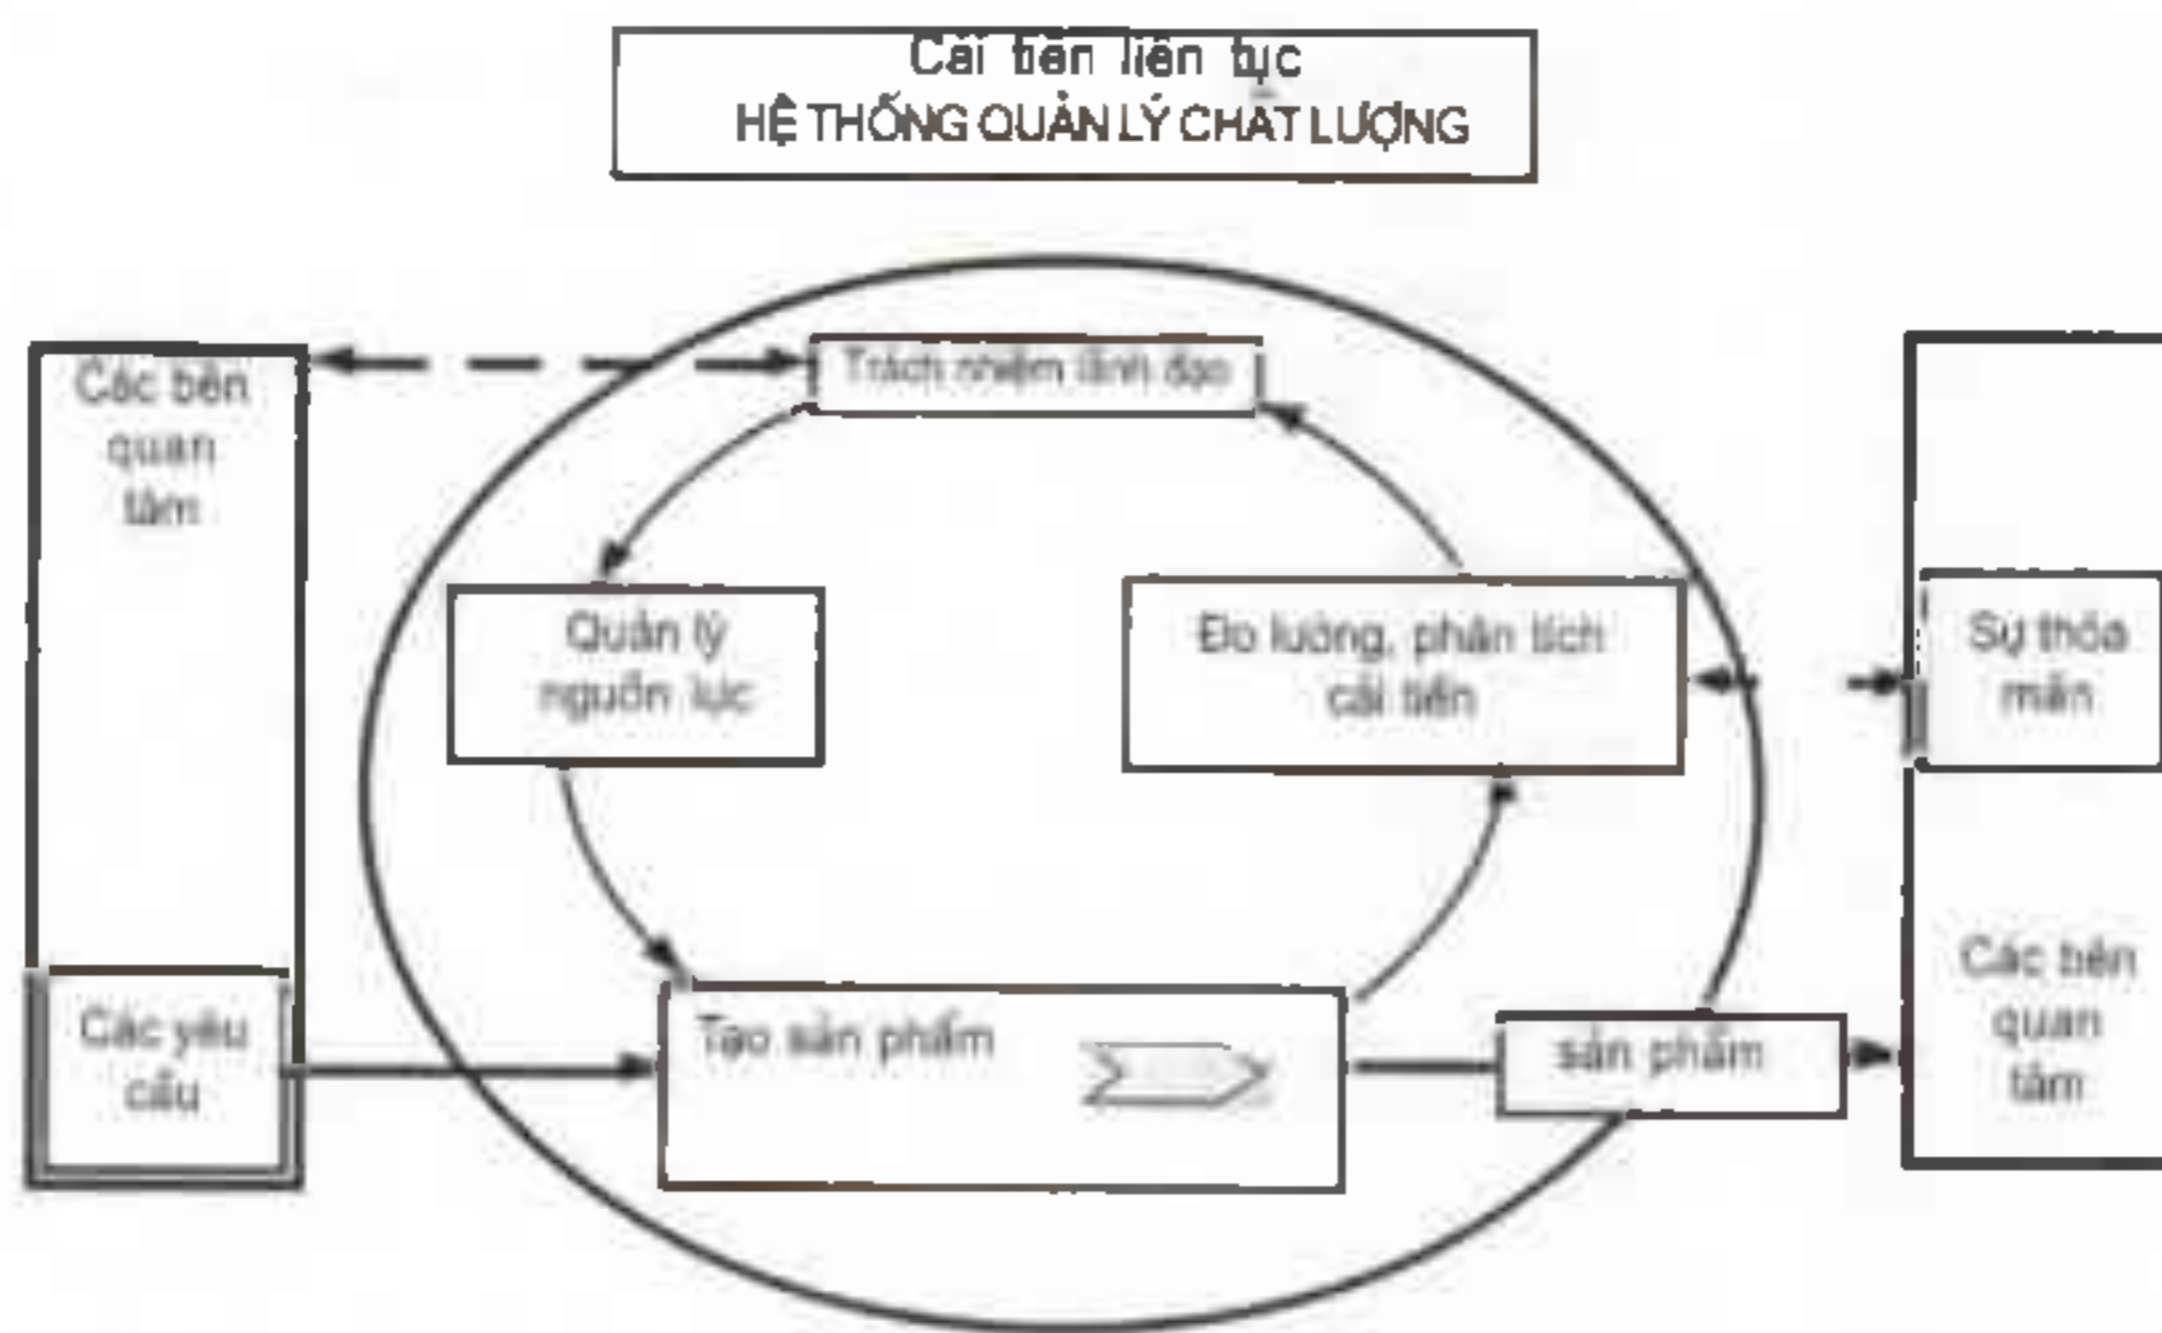 Cải tiến liên tục
HỆ THỐNG QUẢN LÝ CHẤT LƯỢNG
Các bên
quan
tâm
Trách nhiệm lãnh đạo
Quản lý
nguồn lực
Đo lường, phân tích
cải tiến
Sự thỏa
mãn
Các yêu
cầu
Tạo sản phẩm
sản phẩm
Các bên
quan
tâm